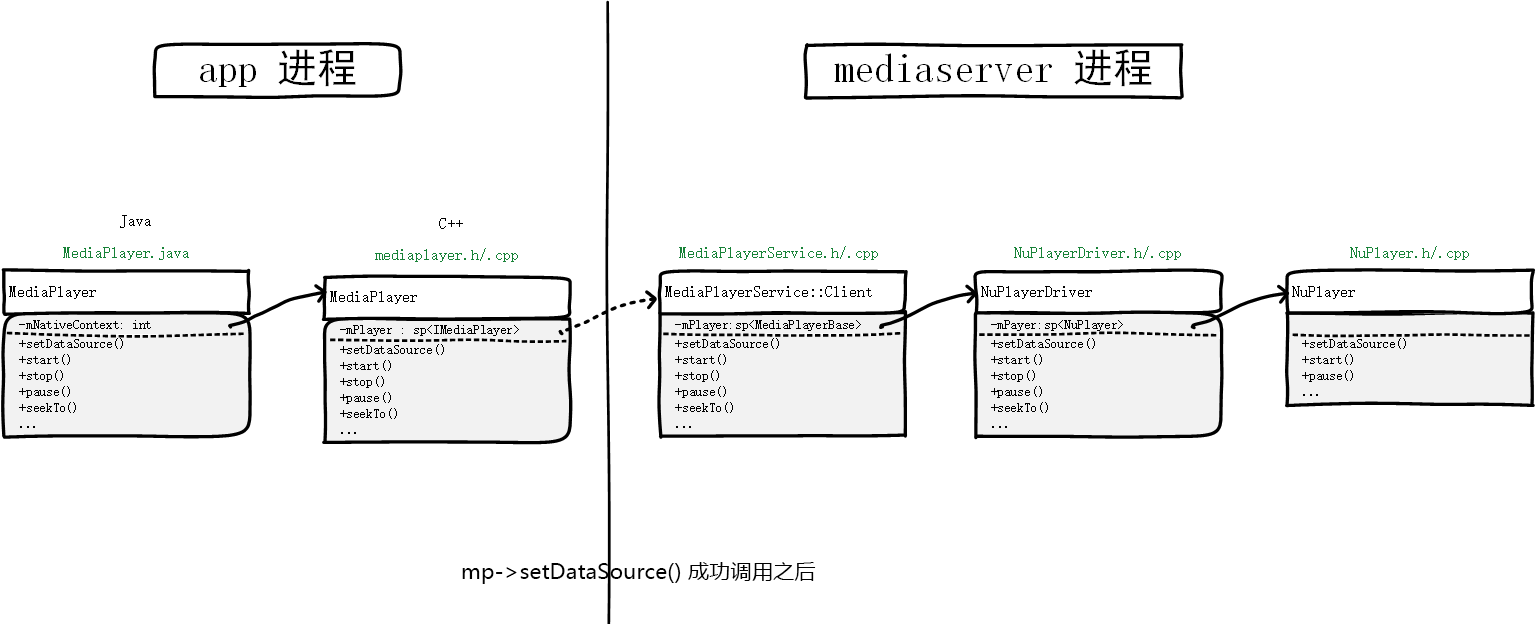 app 进程
mediaserver 进程
Java
MediaPlayer.java
MediaPlayer
-mNativeContext: int
+setDataSource()
+start()
+stop()
+pause()
+seekTo()
...
C++
mediaplayer.h/.cpp
MediaPlayer
-mPlayer : sp<IMediaPlayer>
+setDataSource()
+start()
+stop()
+pause()
+seekTo()
...
MediaPlayerService.h/.cpp
MediaPlayerService::Client
-mPlayer:sp<MediaPlayerBase>
+setDataSource()
+start()
+stop()
+pause()
+seekTo()
...
NuPlayerDriver.h/.cpp
NuPlayerDriver
-mPayer:sp<NuPlayer>
+setDataSource()
+start()
+stop()
+pause()
+seekTo()
...
NuPlayer.h/.cpp
NuPlayer
+setDataSource()
+start()
+pause()
...
mp->setDataSource() 成功调用之后